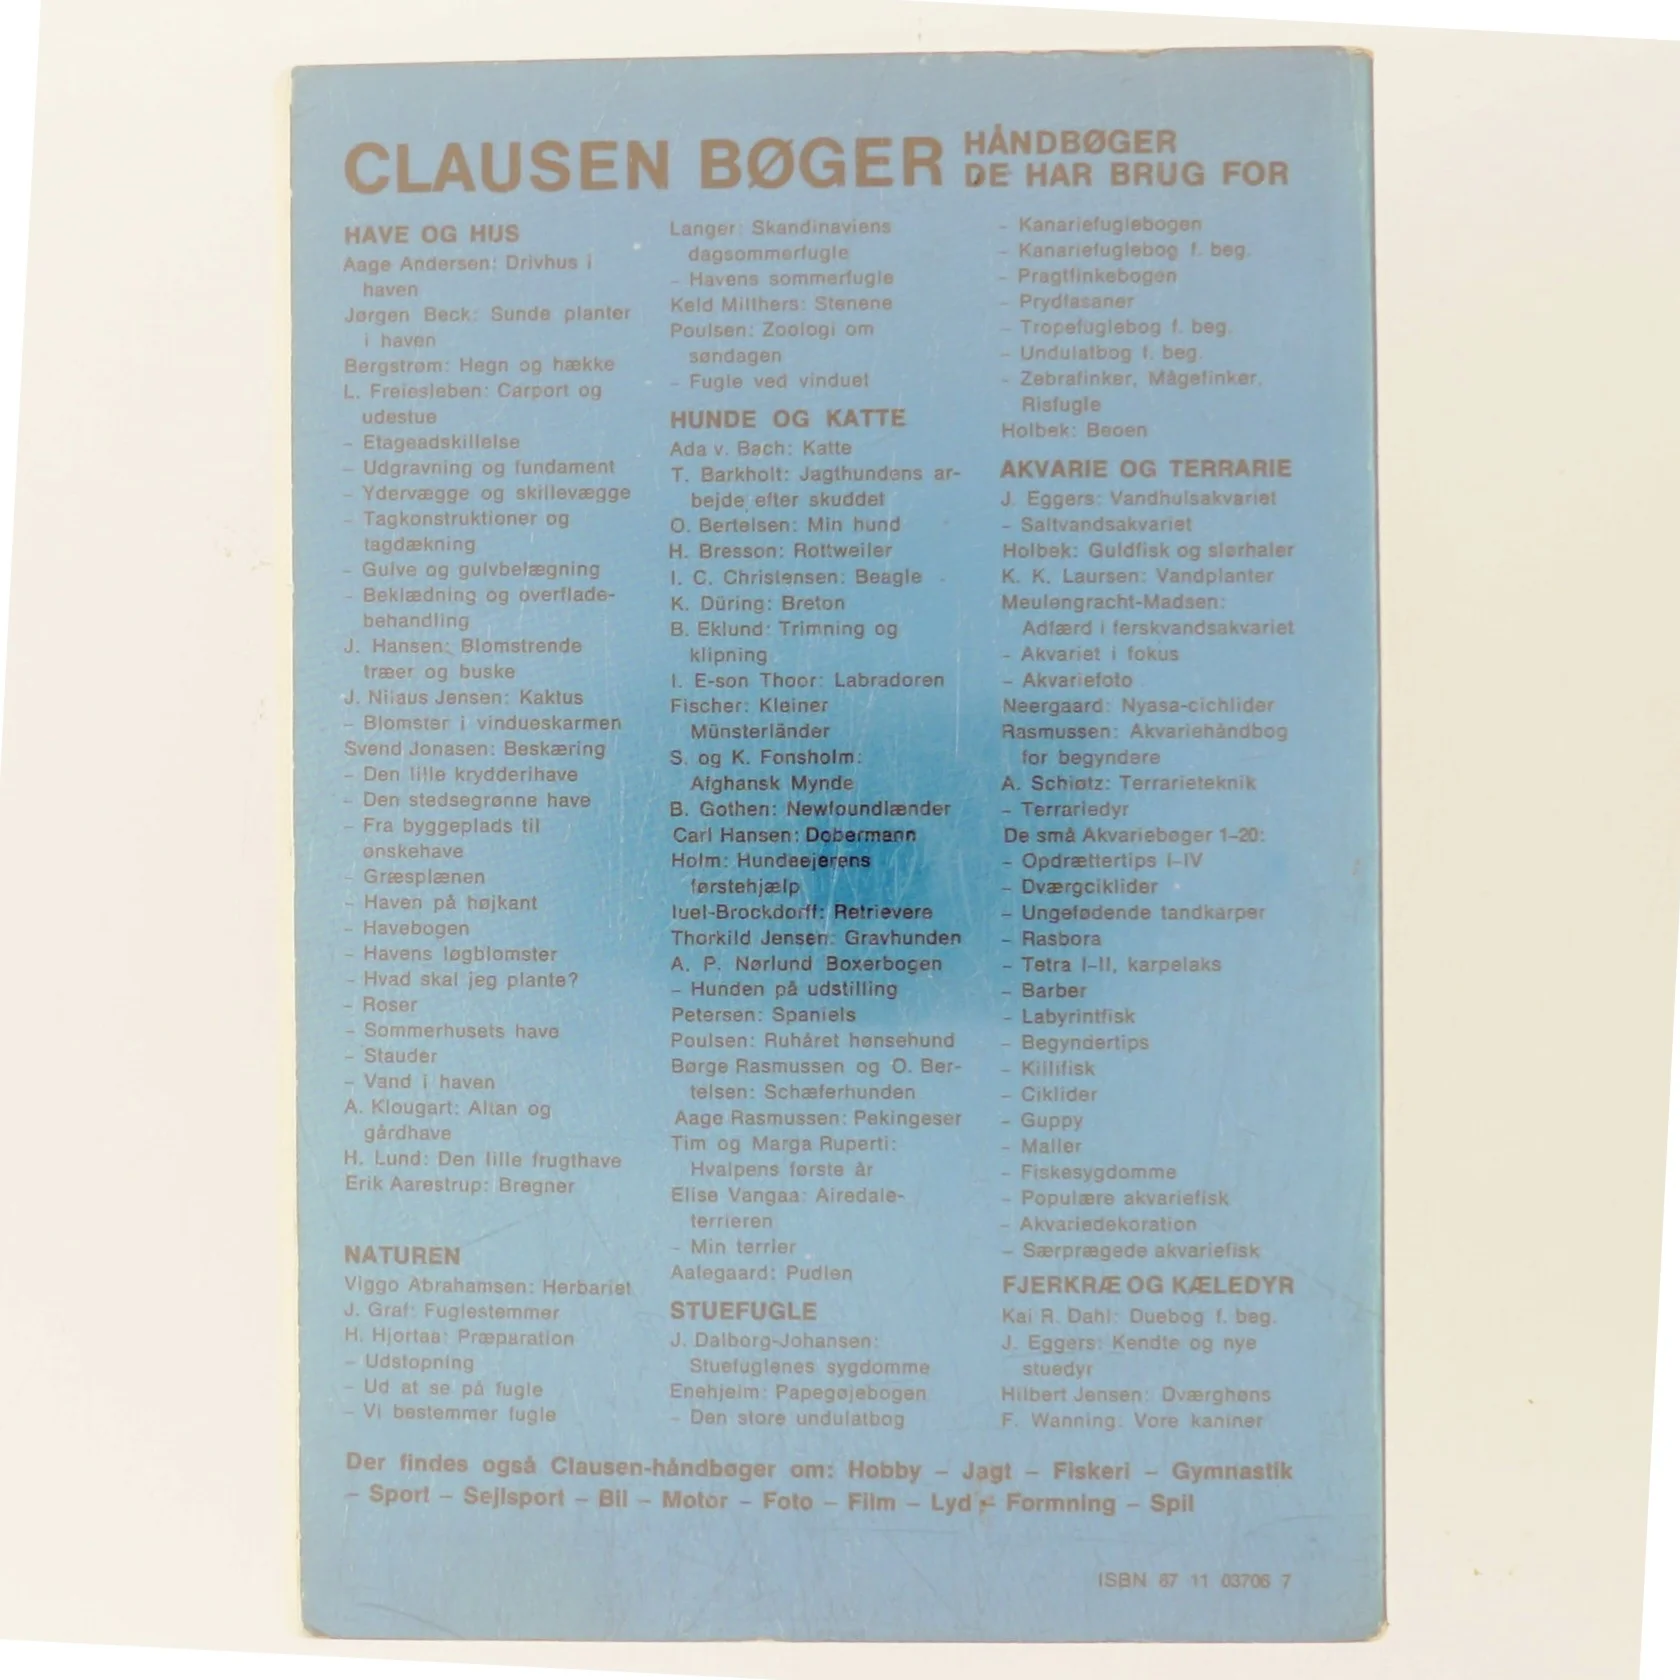 CLAUSEN BØGER HÅNDBØGER
DE HAR BRUG FOR
HAVE OG HUS
Aage Andersen: Drivhus i
haven
Jørgen Beck: Sunde planter
i haven
Bergstrøm: Hegn og hække
L. Freiesleben: Carport og
udestue
– Etageadskillelse
– Udgravning og fundament
– Ydervægge og skillevægge
– Tagkonstruktioner og
tagdækning
– Gulve og gulvbelægning
– Beklædning og overflade-
behandling
J. Hansen: Blomstrende
træer og buske
J. Nilaus Jensen: Kaktus
– Blomster i vindueskarmen
Svend Jonasen: Beskæring
– Den lille krydderihave
– Den stedsegrønne have
– Fra byggeplads til
ønskehave
– Græsplænen
– Haven på højkant
– Havebogen
– Havens løgblomster
– Hvad skal jeg plante?
– Roser
– Sommerhusets have
– Stauder
– Vand i haven
A. Klougart: Altan og
gårdhave
H. Lund: Den lille frugthave
Erik Aarestrup: Bregner
NATUREN
Viggo Abrahamsen: Herbariet
J. Graf: Fuglestemmer
H. Hjortaa: Præparation
– Udstopning
– Ud at se på fugle
– Vi bestemmer fugle
Langer: Skandinaviens
dagsommerfugle
– Havens sommerfugle
Keld Milthers: Stenene
Poulsen: Zoologi om
søndagen
– Fugle ved vinduet
HUNDE OG KATTE
Ada v. Bach: Katte
T. Barkholt: Jagthundens ar-
bejde efter skuddet
O. Bertelsen: Min hund
H. Bresson: Rottweiler
I. C. Christensen: Beagle
K. Düring: Breton
B. Eklund: Trimning og
klipning
I. E-son Thoor: Labradoren
Fischer: Kleiner
Münsterländer
S. og K. Fonsholm:
Afghansk Mynde
B. Gothen: Newfoundlænder
Carl Hansen: Dobermann
Holm: Hundeejerens
førstehjælp
Iuel-Brockdorff: Retrievere
Thorkild Jensen: Gravhunden
A. P. Nørlund Boxerbogen
– Hunden på udstilling
Petersen: Spaniels
Poulsen: Ruhåret hønsehund
Børge Rasmussen og O. Ber-
telsen: Schæferhunden
Aage Rasmussen: Pekingeser
Tim og Marga Ruperti:
Hvalpens første år
Elise Vangaa: Airedale-
terrieren
– Min terrier
Aafegaard: Pudlen
STUEFUGLE
J. Dalborg-Johansen:
Stuefuglenes sygdomme
Enehjelm: Papegøjebogen
– Den store undulatbog
– Kanariefuglebogen
– Kanariefuglebog f. beg.
– Pragtfinkebogen
– Prydfasaner
– Tropefuglebog f. beg.
– Undulatbog f. beg.
– Zebrafinker, Mågefinker,
Risfugle
Holbek: Beoen
AKVARIE OG TERRARIE
J. Eggers: Vandhulsakvariet
– Saltvandsakvariet
Holbek: Guldfisk og slørhaler
K. K. Laursen: Vandplanter
Meulengracht-Madsen:
Adfærd i ferskvandsakvariet
– Akvariet i fokus
– Akvariefoto
Neergaard: Nyasa-cichlider
Rasmussen: Akvariehåndbog
for begyndere
A. Schiøtz: Terrarieteknik
– Terrariedyr
De små Akvariebøger 1–20:
– Opdrættertips I–IV
– Dværgciklider
– Ungefødende tandkarper
– Rasbora
– Tetra I–II, karpelaks
– Barber
– Labyrintfisk
– Begyndertips
– Killifisk
– Ciklider
– Guppy
– Maller
– Fiskesygdomme
– Populære akvariefisk
– Akvariedekoration
– Særprægede akvariefisk
FJERKRÆ OG KÆLEDYR
Kai R. Dahl: Duebog f. beg.
J. Eggers: Kendte og nye
stuedyr
Hilbert Jensen: Dværghøns
F. Wanning: Vore kaniner
Der findes også Clausen-håndbøger om: Hobby – Jagt – Fiskeri – Gymnastik
– Sport – Sejlsport – Bil – Motor – Foto – Film – Lyd – Formning – Spil
ISBN 87 11 03706 7